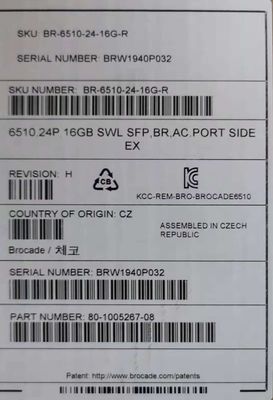 SKU: BR-6510-24-16G-R
SERIAL NUMBER: BRW1940P032
SKU NUMBER: BR-6510-24-16G-R
6510,24P 16GB SWL SFP,BR,AC,PORT SIDE
EX
REVISION: H
KCC-REM-BRO-BROCADE6510
COUNTRY OF ORIGIN: CZ
ASSEMBLED IN CZECH
REPUBLIC
Brocade / 체코
SERIAL NUMBER: BRW1940P032
PART NUMBER: 80-1005267-08
Patent: http://www.brocade.com/patents